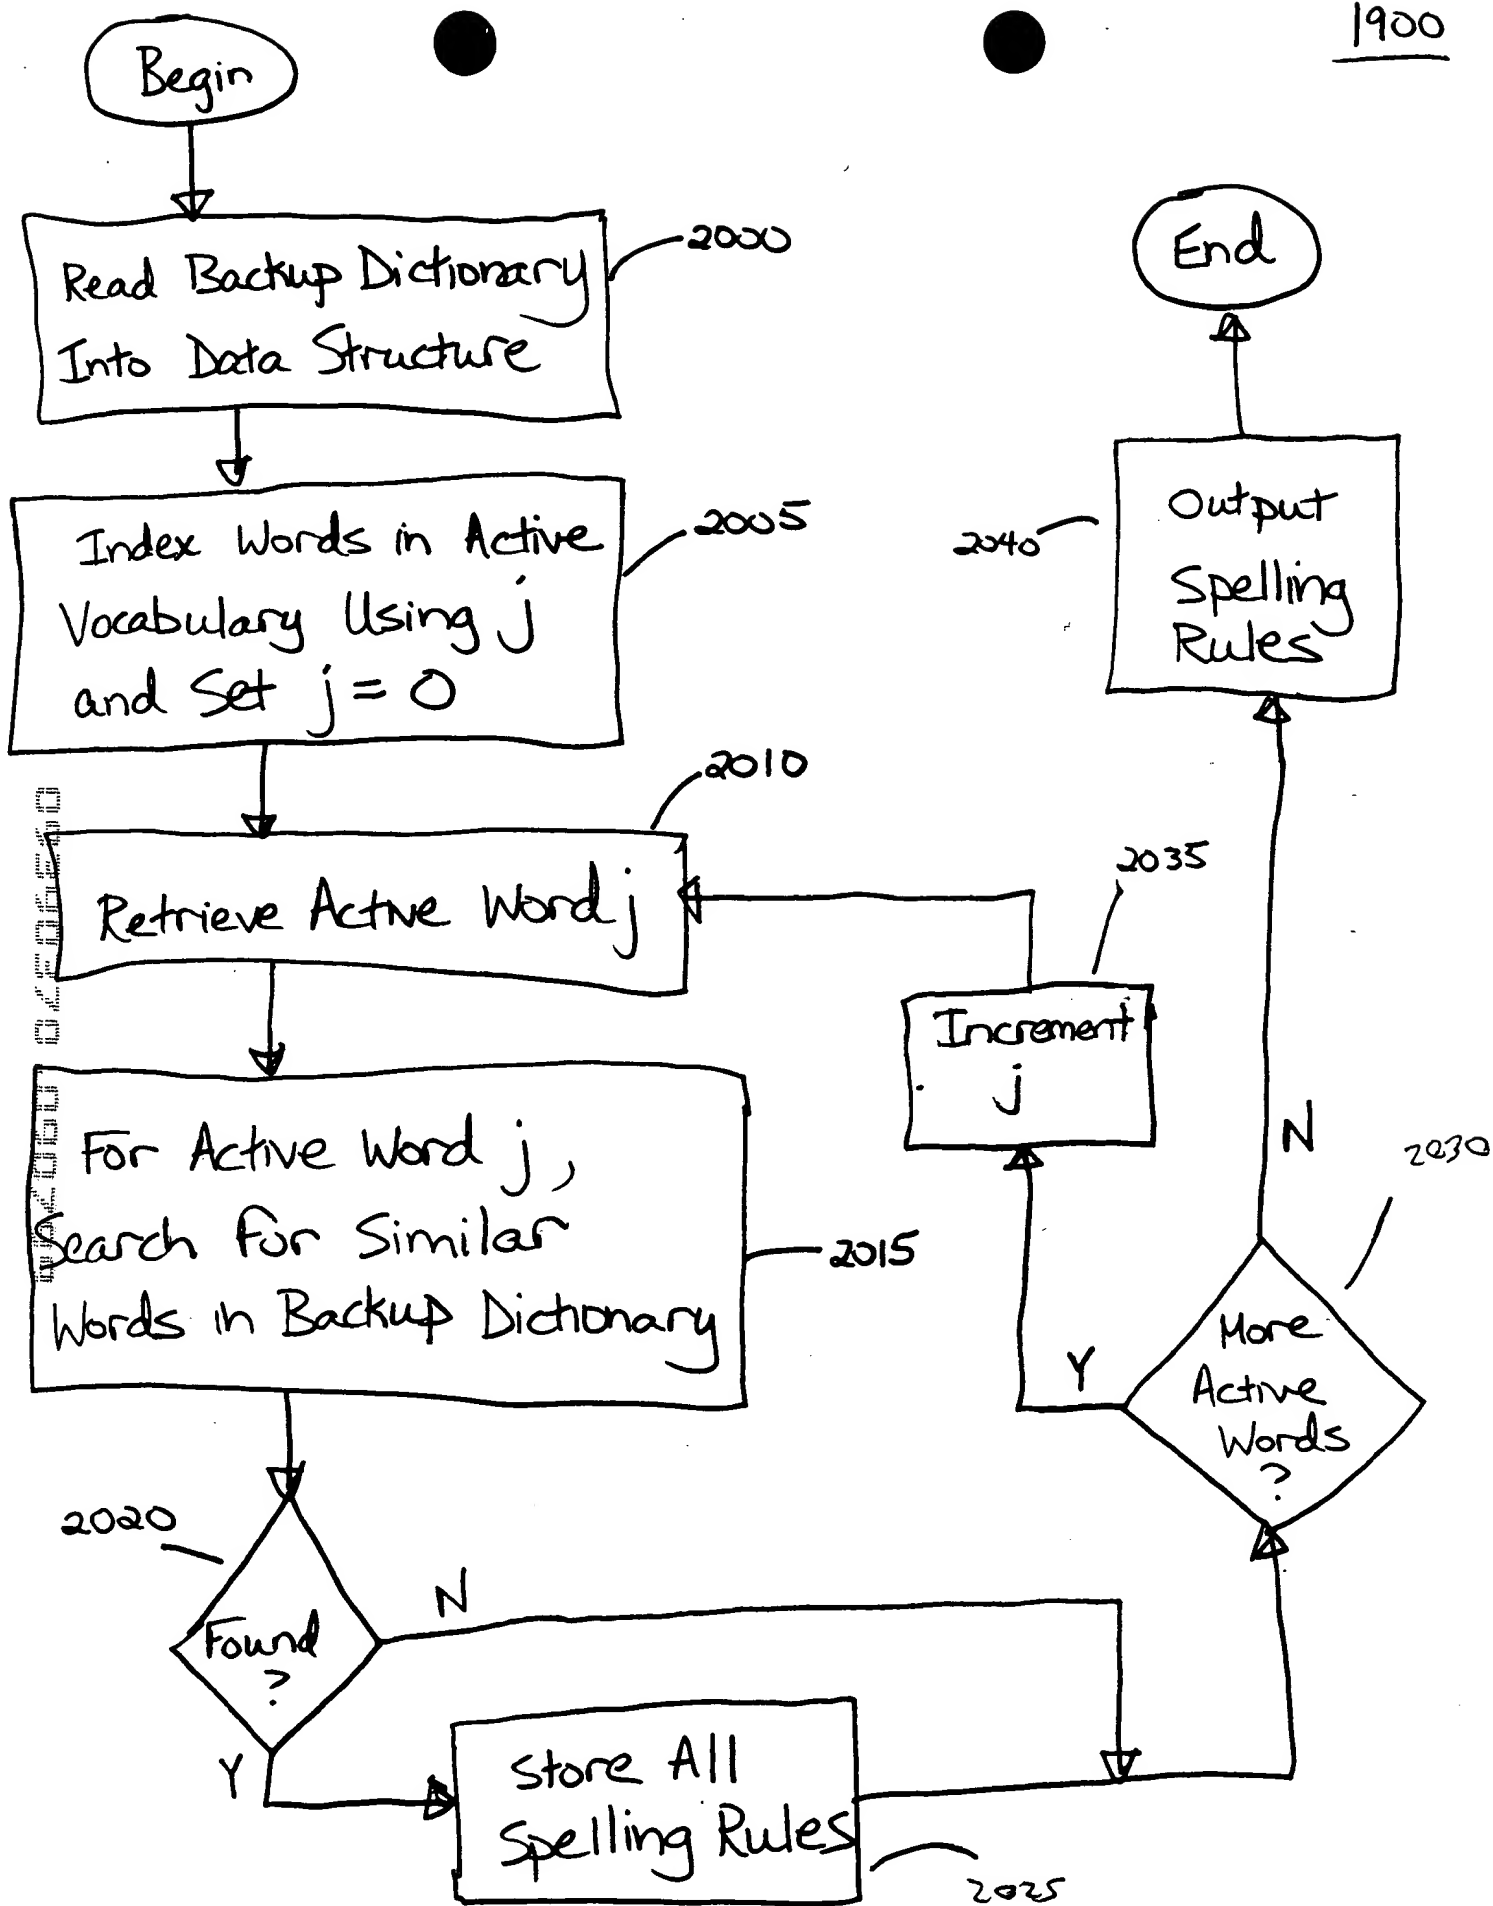 1900
Begin
2000
Read Backup Dictionary
Into Data Structure
2005
Index Words in Active
Vocabulary Using j
and Set j = 0
2010
Retrieve Active Word j
2015
For Active Word j,
Search for Similar
Words in Backup Dictionary
2020
Found
?
N
Y
Store All
Spelling Rules
2025
2030
More
Active
Words
?
Y
N
2035
Increment
j
2040
Output
Spelling
Rules
End